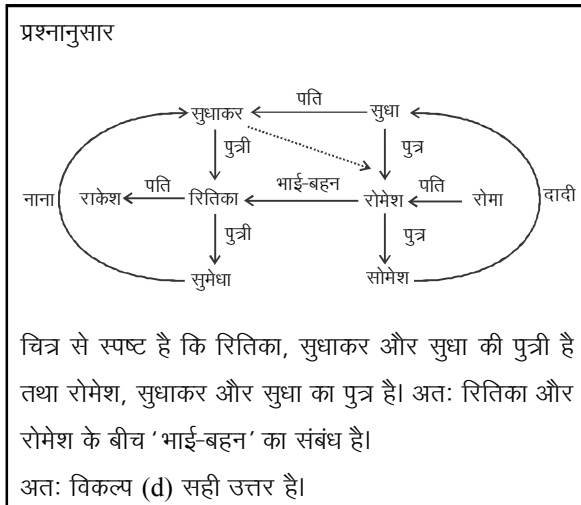 प्रश्नानुसार
पति
सुधाकर सुधा
पुत्री पुत्र
नाना राकेश पति रितिका भाई-बहन रोमेश पति रोमा दादी
पुत्री पुत्र
सुमेधा सोमेश
चित्र से स्पष्ट है कि रितिका, सुधाकर और सुधा की पुत्री है
तथा रोमेश, सुधाकर और सुधा का पुत्र है। अतः रितिका और
रोमेश के बीच 'भाई-बहन' का संबंध है।
अतः विकल्प (d) सही उत्तर है।